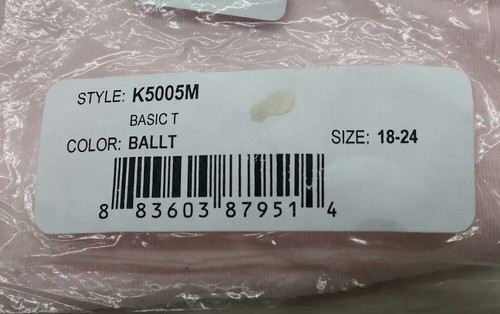 STYLE: K5005M
BASIC T
COLOR: BALLT SIZE: 18-24
8 83603 87951 4